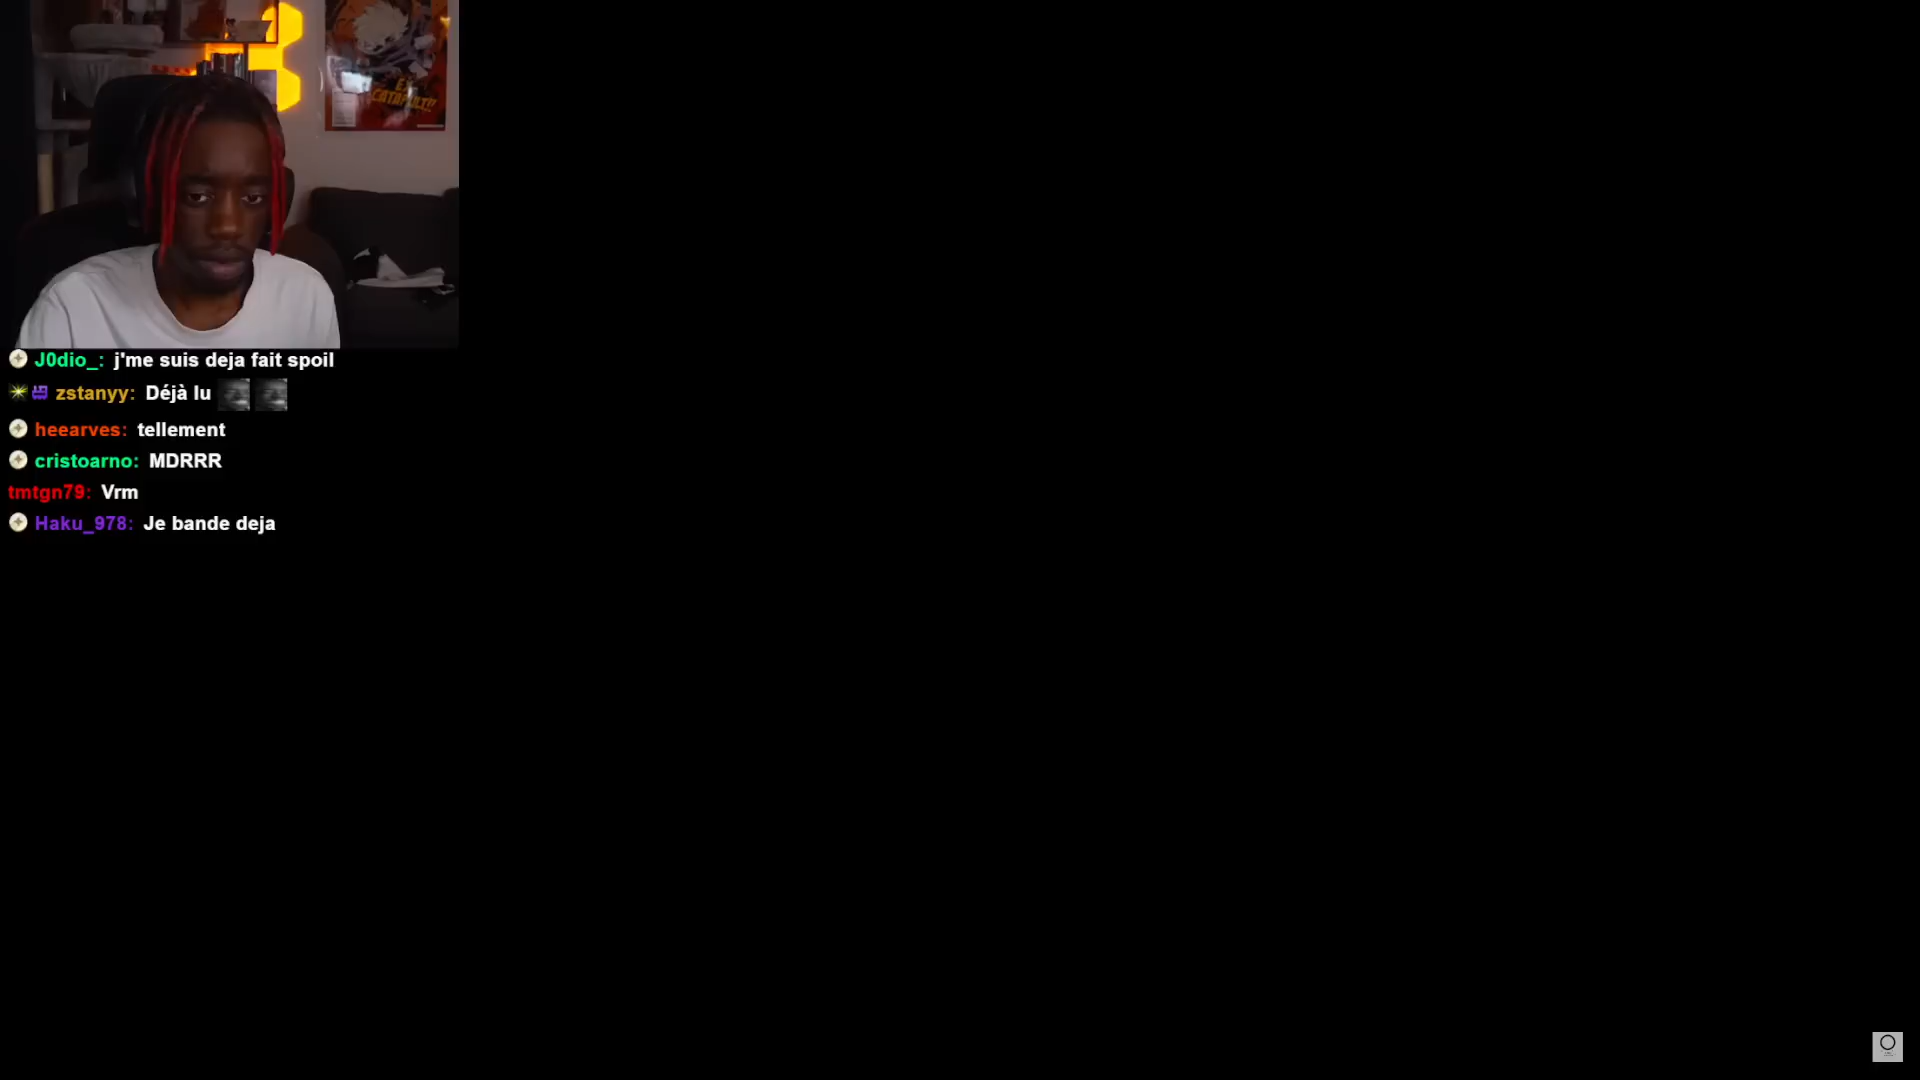 CATAPULT!!
J0dio_: j'me suis deja fait spoil
zstanyy: Déjà lu
heearves: tellement
cristoarno: MDRRR
tmtgn79: Vrm
Haku_978: Je bande deja